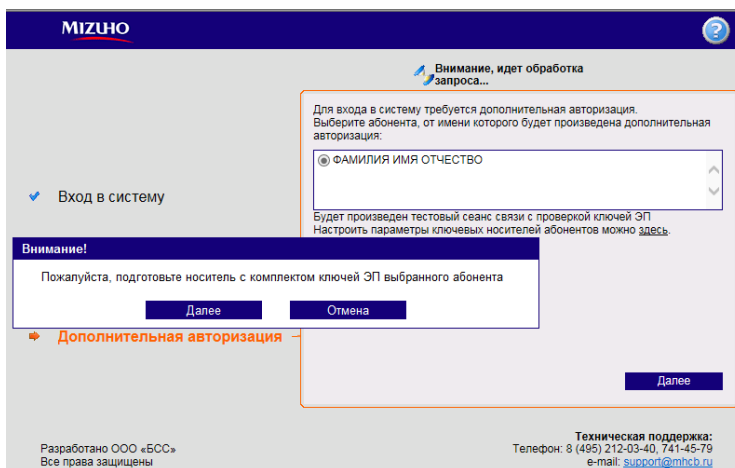 MIZUHO
?
Внимание, идет обработка
запроса...
Для входа в систему требуется дополнительная авторизация.
Выберите абонента, от имени которого будет произведена дополнительная
авторизация:
ФАМИЛИЯ ИМЯ ОТЧЕСТВО
Вход в систему
Будет произведен тестовый сеанс связи с проверкой ключей ЭП
Настроить параметры ключевых носителей абонентов можно здесь.
Внимание!
Пожалуйста, подготовьте носитель с комплектом ключей ЭП выбранного абонента
Далее
Отмена
Дополнительная авторизация
Далее
Разработано ООО «БСС»
Все права защищены
Техническая поддержка:
Телефон: 8 (495) 212-03-40, 741-45-79
e-mail: support@mhcb.ru